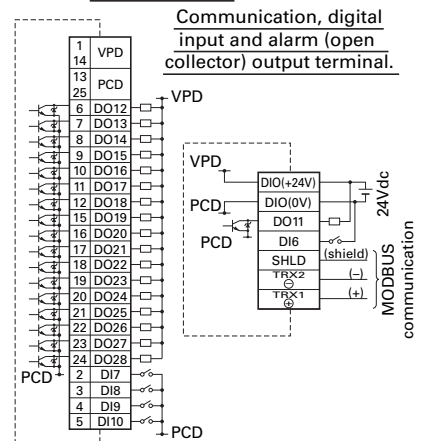 Communication, digital
input and alarm (open
collector) output terminal.
1
14 VPD
13
25 PCD
VPD
6 DO12
7 DO13
8 DO14
9 DO15
10 DO16
11 DO17
12 DO18
15 DO19
16 DO20
17 DO21
18 DO22
19 DO23
20 DO24
21 DO25
22 DO26
23 DO27
24 DO28
PCD
2 DI7
3 DI8
4 DI9
5 DI10
PCD
VPD
DIO(+24V)
PCD
DIO(0V)
DO11
PCD
DI6
SHLD (shield)
TRX2 ⊖ (−)
TRX1 ⊕ (+)
24Vdc
MODBUS
communication